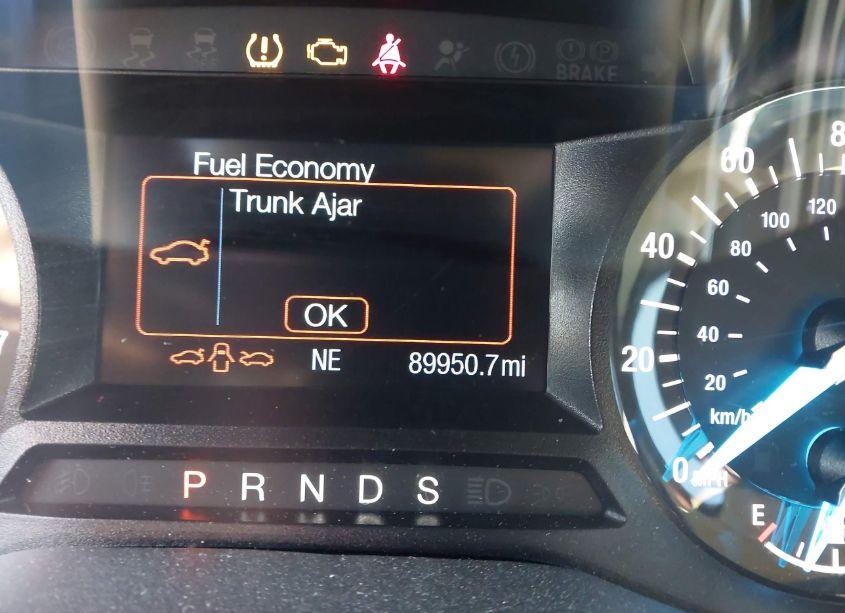 BRAKE
Fuel Economy
Trunk Ajar
OK
NE 89950.7mi
P R N D S
0 20 40 60
20 40 60 80 100 120
km/h
E